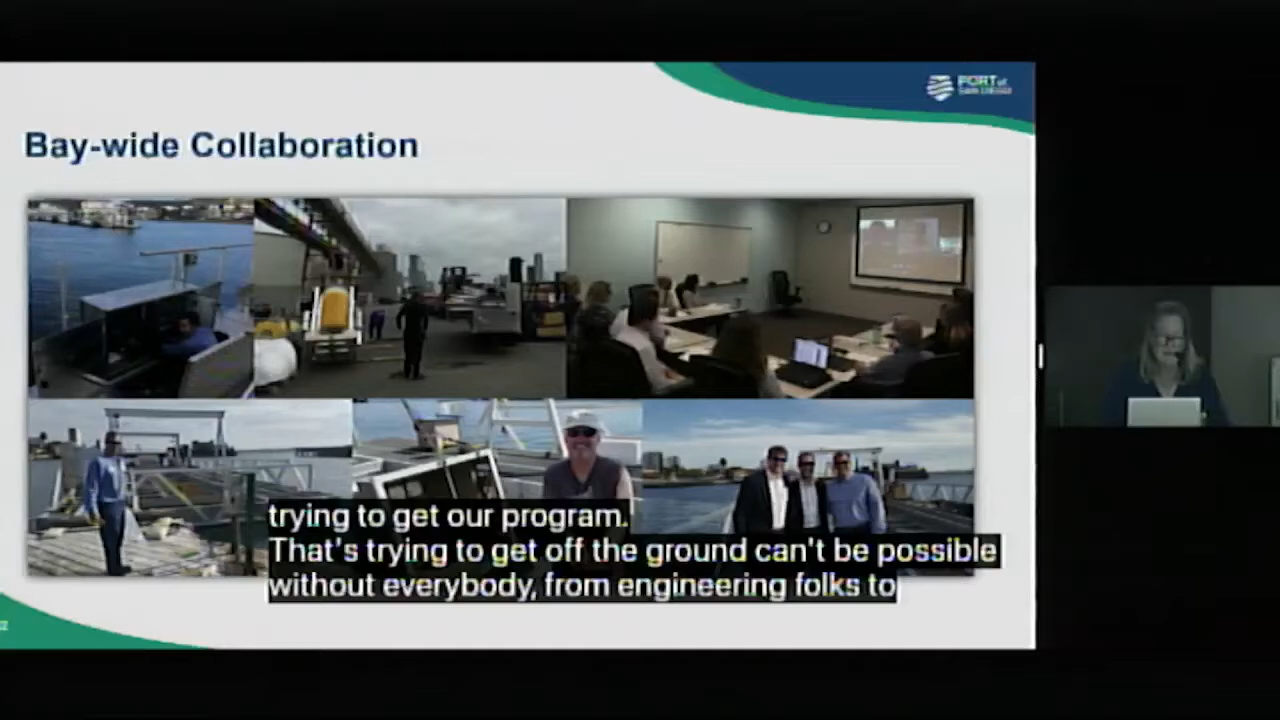 PORT of
SAN DIEGO
Bay-wide Collaboration
trying to get our program.
That's trying to get off the ground can't be possible
without everybody, from engineering folks to